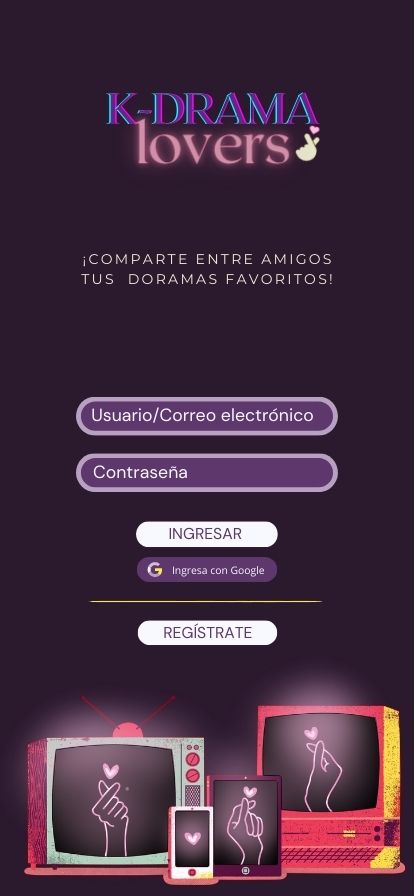 K-DRAMA
lovers
¡COMPARTE ENTRE AMIGOS
TUS DORAMAS FAVORITOS!
Usuario/Correo electrónico
Contraseña
INGRESAR
G Ingresa con Google
REGÍSTRATE